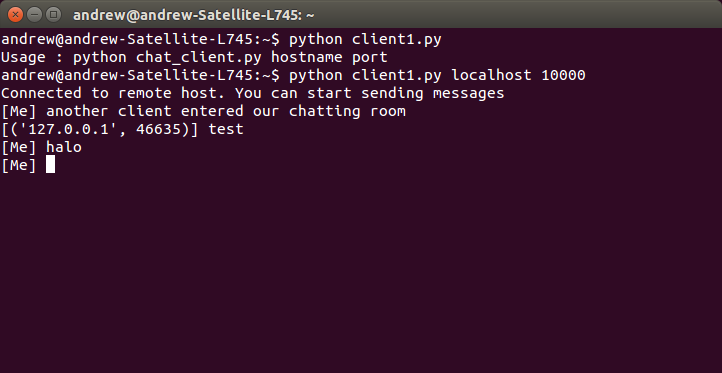 andrew@andrew-Satellite-L745: ~
andrew@andrew-Satellite-L745:~$ python client1.py
Usage : python chat_client.py hostname port
andrew@andrew-Satellite-L745:~$ python client1.py localhost 10000
Connected to remote host. You can start sending messages
[Me] another client entered our chatting room
[('127.0.0.1', 46635)] test
[Me] halo
[Me]